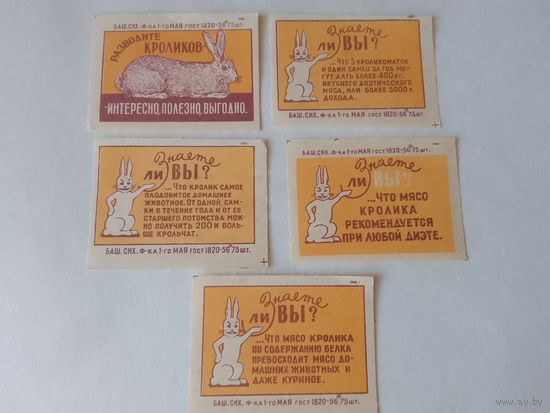 БАШ. СНХ. Ф-КА 1-ГО МАЯ ГОСТ 1820-56 75 ШТ.
РАЗВОДИТЕ
КРОЛИКОВ-
-ИНТЕРЕСНО, ПОЛЕЗНО, ВЫГОДНО.
Знаете
ЛИ ВЫ?
...ЧТО 5 КРОЛИКОМАТОК
И ОДИН САМЕЦ ЗА ГОД МО-
ГУТ ДАТЬ БОЛЕЕ 400 КГ.
ВКУСНОГО ДИЭТИЧЕСКОГО
МЯСА, ИЛИ БОЛЕЕ 5000 Р.
ДОХОДА.
БАШ. СНХ. Ф-КА 1-ГО МАЯ ГОСТ 1820-56 75 ШТ.
Знаете
ЛИ ВЫ?
...ЧТО КРОЛИК САМОЕ
ПЛОДОВИТОЕ ДОМАШНЕЕ
ЖИВОТНОЕ. ОТ ОДНОЙ САМ-
КИ В ТЕЧЕНИЕ ГОДА И ОТ ЕЕ
СТАРШЕГО ПОТОМСТВА МОЖ-
НО ПОЛУЧИТЬ 200 И БОЛЬ-
ШЕ КРОЛЬЧАТ.
БАШ. СНХ. Ф-КА 1-ГО МАЯ ГОСТ 1820-56 75 ШТ.
БАШ. СНХ. Ф-КА 1-ГО МАЯ ГОСТ 1820-56 75 ШТ.
Знаете
ЛИ ВЫ?
...ЧТО МЯСО
КРОЛИКА
РЕКОМЕНДУЕТСЯ
ПРИ ЛЮБОЙ ДИЭТЕ.
Знаете
ЛИ ВЫ?
...ЧТО МЯСО КРОЛИКА
ПО СОДЕРЖАНИЮ БЕЛКА
ПРЕВОСХОДИТ МЯСО ДО-
МАШНИХ ЖИВОТНЫХ И
ДАЖЕ КУРИНОЕ.
БАШ. СНХ. Ф-КА 1-ГО МАЯ ГОСТ 1820-56 75 ШТ.
ay.by